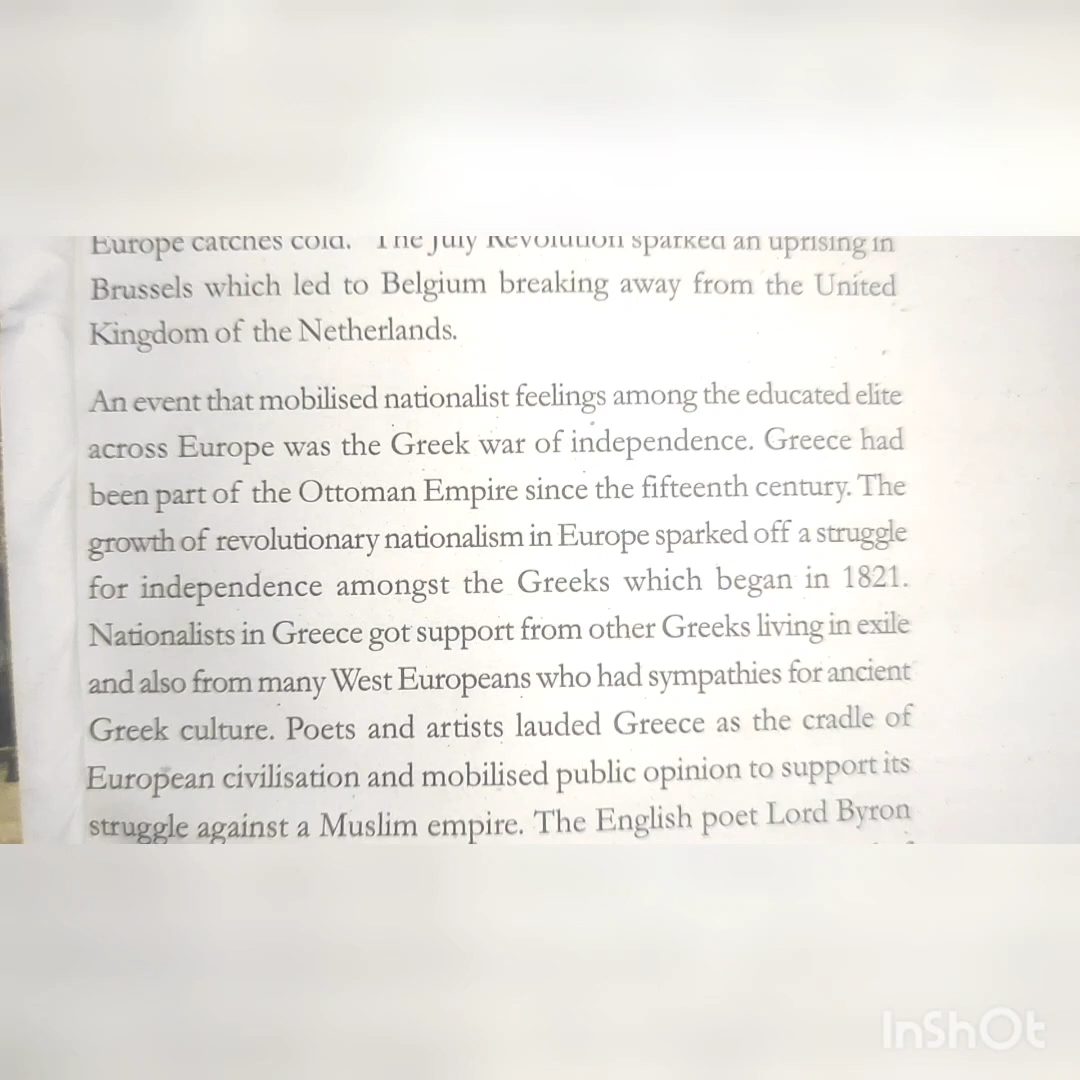 Europe catches cold.” The July Revolution sparked an uprising in
Brussels which led to Belgium breaking away from the United
Kingdom of the Netherlands.
An event that mobilised nationalist feelings among the educated elite
across Europe was the Greek war of independence. Greece had
been part of the Ottoman Empire since the fifteenth century. The
growth of revolutionary nationalism in Europe sparked off a struggle
for independence amongst the Greeks which began in 1821.
Nationalists in Greece got support from other Greeks living in exile
and also from many West Europeans who had sympathies for ancient
Greek culture. Poets and artists lauded Greece as the cradle of
European civilisation and mobilised public opinion to support its
struggle against a Muslim empire. The English poet Lord Byron
InShOt